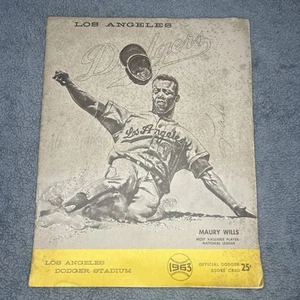 LOS ANGELES
Dodgers
Los Angeles
MAURY WILLS
MOST VALUABLE PLAYER
NATIONAL LEAGUE
LOS ANGELES
DODGER STADIUM
1963
OFFICIAL DODGER
SCORE CARD 25¢